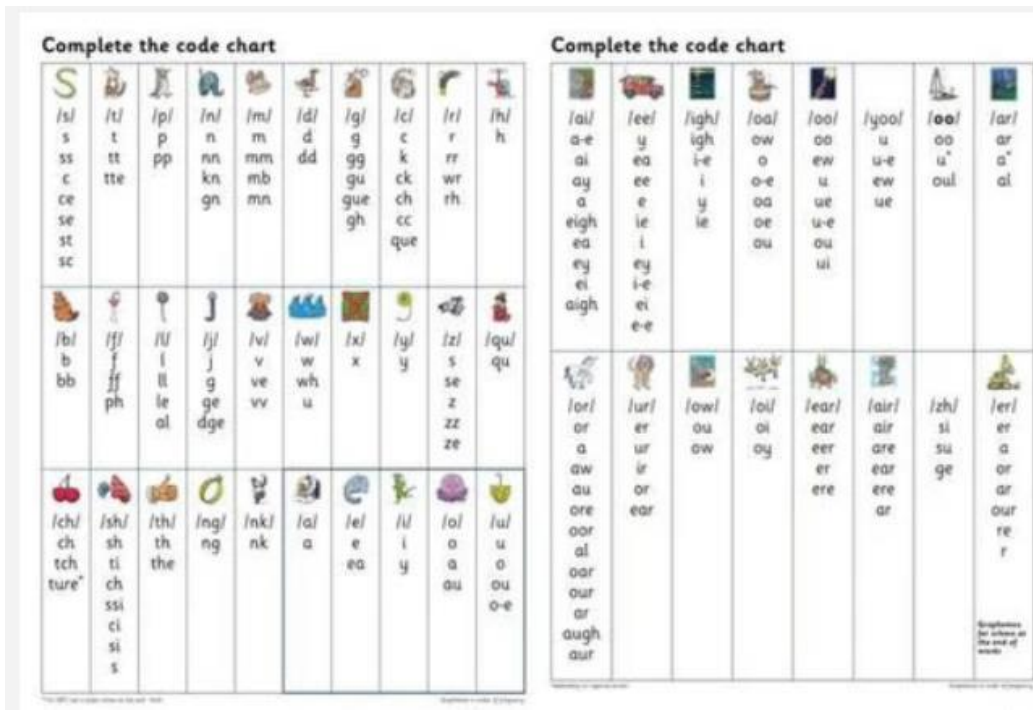 Complete the code chart
/s/ /t/ /p/ /n/ /m/ /d/ /g/ /c/ /r/ /h/
s t p n m d g c r h
ss tt pp nn mm dd gg k rr
c tte kn mb gu ck wr
ce gn mn gue ch rh
se gh cc
st que
sc
/b/ /f/ /l/ /j/ /v/ /w/ /x/ /y/ /z/ /qu/
b f l j v w x y s qu
bb ff ll g ve wh se
ph le ge vv u z
al dge zz
ze
/ch/ /sh/ /th/ /ng/ /nk/ /a/ /e/ /i/ /o/ /u/
ch sh th ng nk a e i o u
tch ti the ea y a o
ture* ch au ou
ssi o-e
ci
si
s
Complete the code chart
/ai/ /ee/ /igh/ /oa/ /oo/ /yoo/ /oo/ /ar/
a-e y igh ow oo u oo ar
ai ea i-e o ew u-e u* a*
ay ee i o-e u ew oul al
a e y oa ue ue
eigh ie ie oe u-e
ea i ou ou
ey ey ui
ei i-e
aigh ei
e-e
/or/ /ur/ /ow/ /oi/ /ear/ /air/ /zh/ /er/
or er ou oi ear air si er
a ur ow oy eer are su a
aw ir er ear ge or
au or ere ere ar
ore ear ar our
oor re
al r
oar
our
ar
augh
aur
Graphemes
for schwa at
the end of
words